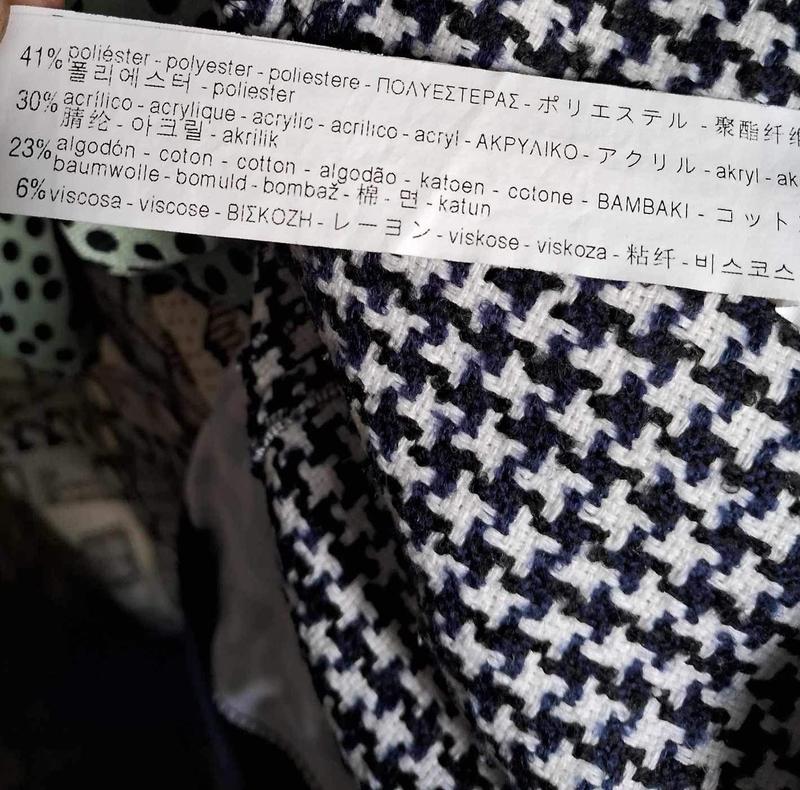 41% poliéster - polyester - poliestere - ΠΟΛΥΕΣΤΕΡΑΣ - ポリエステル - 聚酯纤维
폴리에스터 - poliester
30% acrílico - acrylique - acrylic - acrilico - acryl - ΑΚΡΥΛΙΚΟ - アクリル - akryl - ak
腈纶 - 아크릴 - akrilik
23% algodón - coton - cotton - algodão - katoen - cotone - ΒΑΜΒΑΚΙ - コット
baumwolle - bomuld - bombaž - 棉 - 면 - katun
6% viscosa - viscose - ΒΙΣΚΟΖΗ - レーヨン - viskose - viskoza - 粘纤 - 비스코스